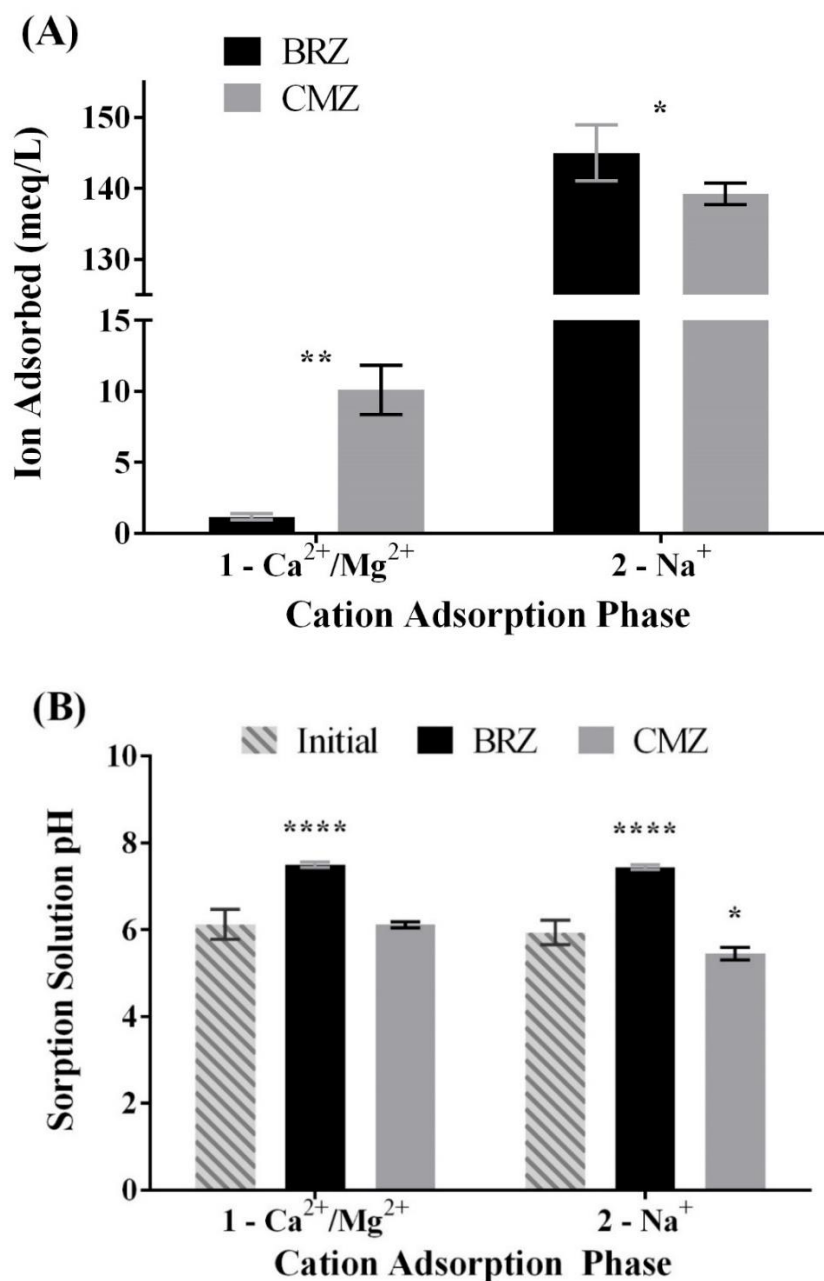 (A)
BRZ
CMZ
Ion Adsorbed (meq/L)
150
140
130
15
10
5
0
**
*
1 - Ca²⁺/Mg²⁺ 2 - Na⁺
Cation Adsorption Phase
(B)
Initial BRZ CMZ
Sorption Solution pH
10
8
6
4
2
0
**** **** *
1 - Ca²⁺/Mg²⁺ 2 - Na⁺
Cation Adsorption Phase